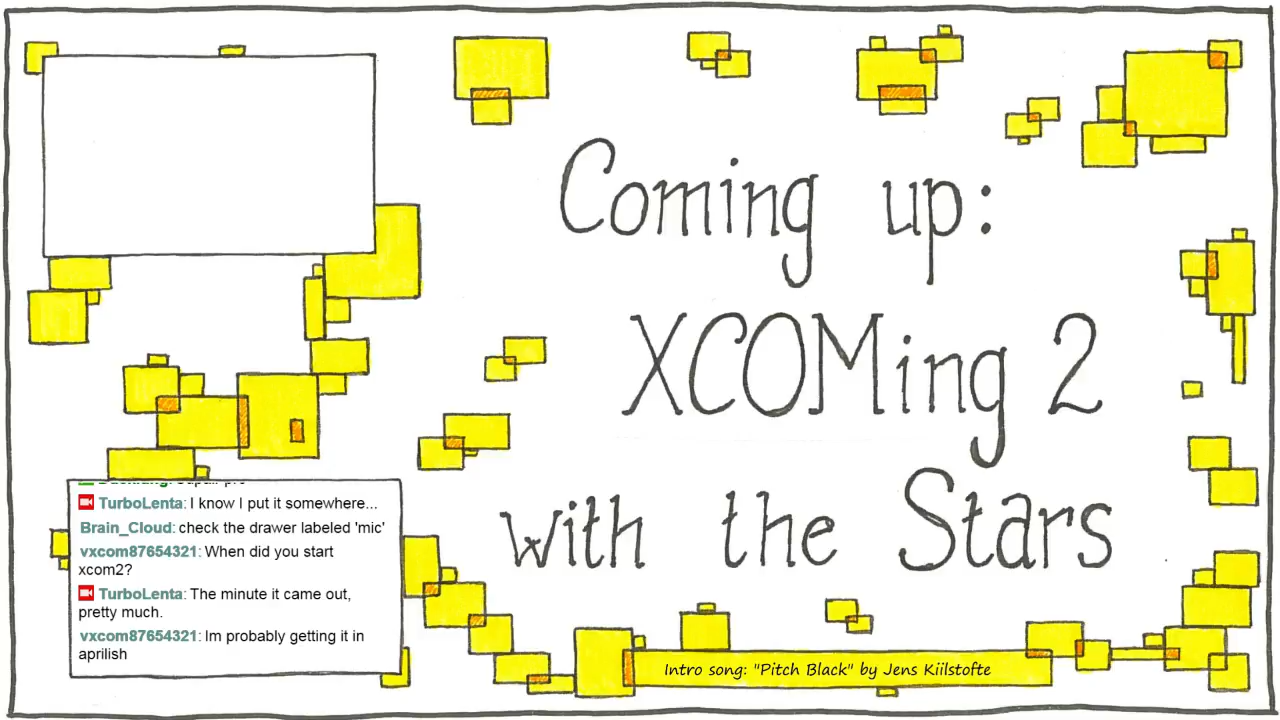 Coming up:
XCOMing 2
with the Stars
TurboLenta: I know I put it somewhere...
Brain_Cloud: check the drawer labeled 'mic'
vxcom87654321: When did you start
xcom2?
TurboLenta: The minute it came out,
pretty much.
vxcom87654321: Im probably getting it in
aprilish
Intro song: "Pitch Black" by Jens Kiilstofte